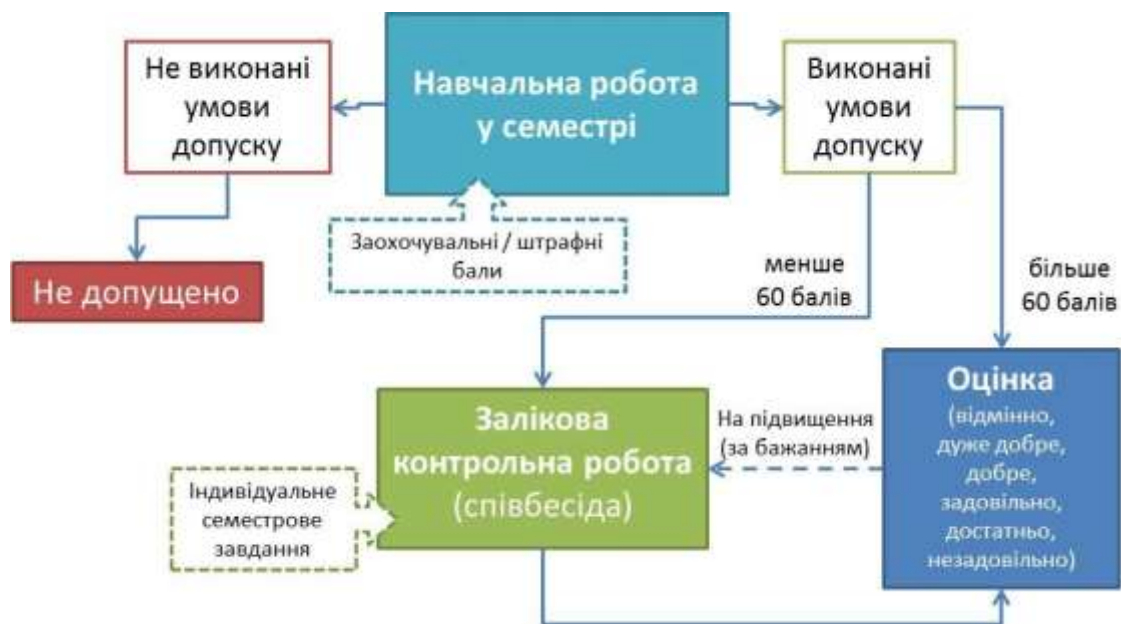 Не виконані
умови
допуску
Навчальна робота
у семестрі
Виконані
умови
допуску
Заохочувальні / штрафні
бали
Не допущено
менше
60 балів
більше
60 балів
Залікова
контрольна робота
(співбесіда)
На підвищення
(за бажанням)
Оцінка
(відмінно,
дуже добре,
добре,
задовільно,
достатньо,
незадовільно)
Індивідуальне
семестрове
завдання